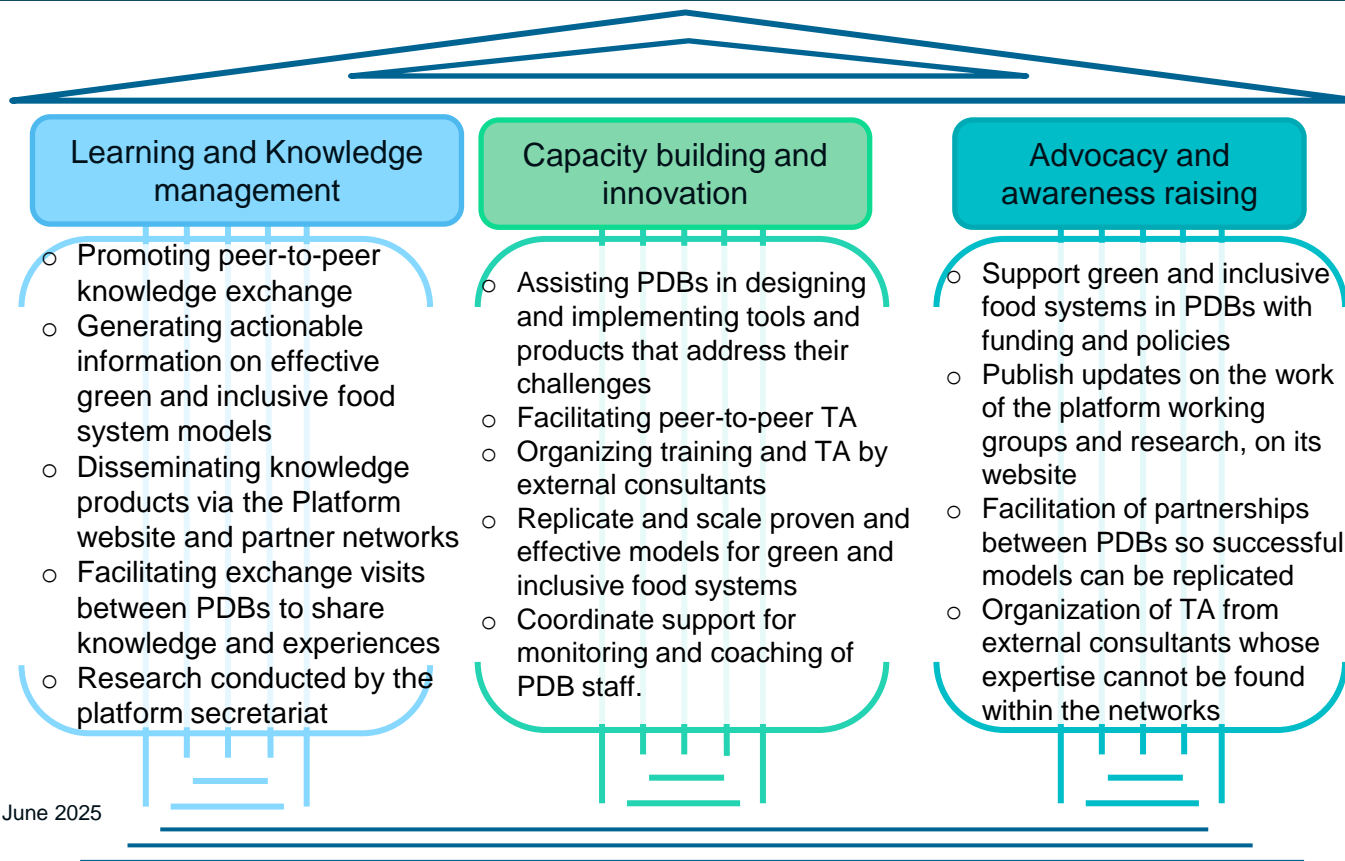 Learning and Knowledge
management
o Promoting peer-to-peer
knowledge exchange
o Generating actionable
information on effective
green and inclusive food
system models
o Disseminating knowledge
products via the Platform
website and partner networks
o Facilitating exchange visits
between PDBs to share
knowledge and experiences
o Research conducted by the
platform secretariat
Capacity building and
innovation
o Assisting PDBs in designing
and implementing tools and
products that address their
challenges
o Facilitating peer-to-peer TA
o Organizing training and TA by
external consultants
o Replicate and scale proven and
effective models for green and
inclusive food systems
o Coordinate support for
monitoring and coaching of
PDB staff.
Advocacy and
awareness raising
o Support green and inclusive
food systems in PDBs with
funding and policies
o Publish updates on the work
of the platform working
groups and research, on its
website
o Facilitation of partnerships
between PDBs so successful
models can be replicated
o Organization of TA from
external consultants whose
expertise cannot be found
within the networks
June 2025